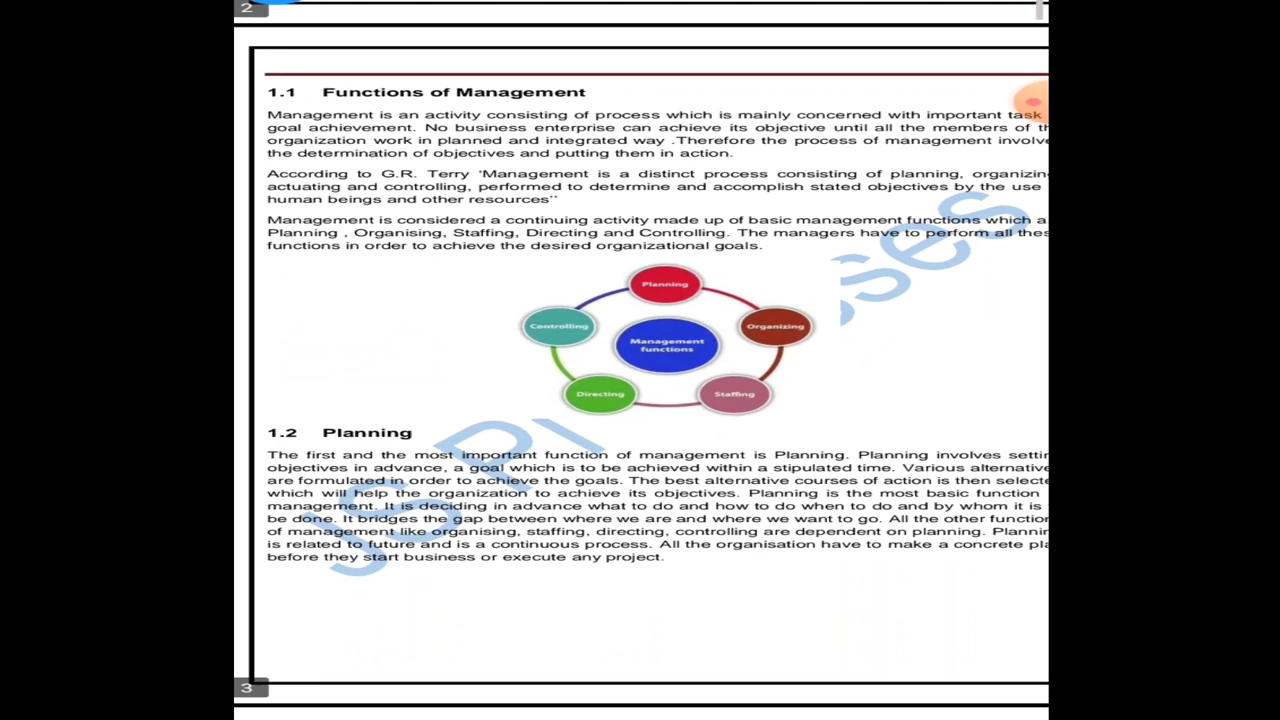 2
1.1 Functions of Management
Management is an activity consisting of process which is mainly concerned with important task
goal achievement. No business enterprise can achieve its objective until all the members of
organization work in planned and integrated way .Therefore the process of management
the determination of objectives and putting them in action.
According to G.R. Terry 'Management is a distinct process consisting of planning,
actuating and controlling, performed to determine and accomplish stated objectives by the use
human beings and other resources''
Management is considered a continuing activity made up of basic management functions which
Planning , Organising, Staffing, Directing and Controlling. The managers have to perform all
functions in order to achieve the desired organizational goals.
Planning
Controlling
Organizing
Management
functions
Directing
Staffing
1.2 Planning
The first and the most important function of management is Planning. Planning involves
objectives in advance, a goal which is to be achieved within a stipulated time. Various
are formulated in order to achieve the goals. The best alternative courses of action is then
which will help the organization to achieve its objectives. Planning is the most basic function
management. It is deciding in advance what to do and how to do when to do and by whom it is
be done. It bridges the gap between where we are and where we want to go. All the other
of management like organising, staffing, directing, controlling are dependent on planning.
is related to future and is a continuous process. All the organisation have to make a concrete
before they start business or execute any project.
3